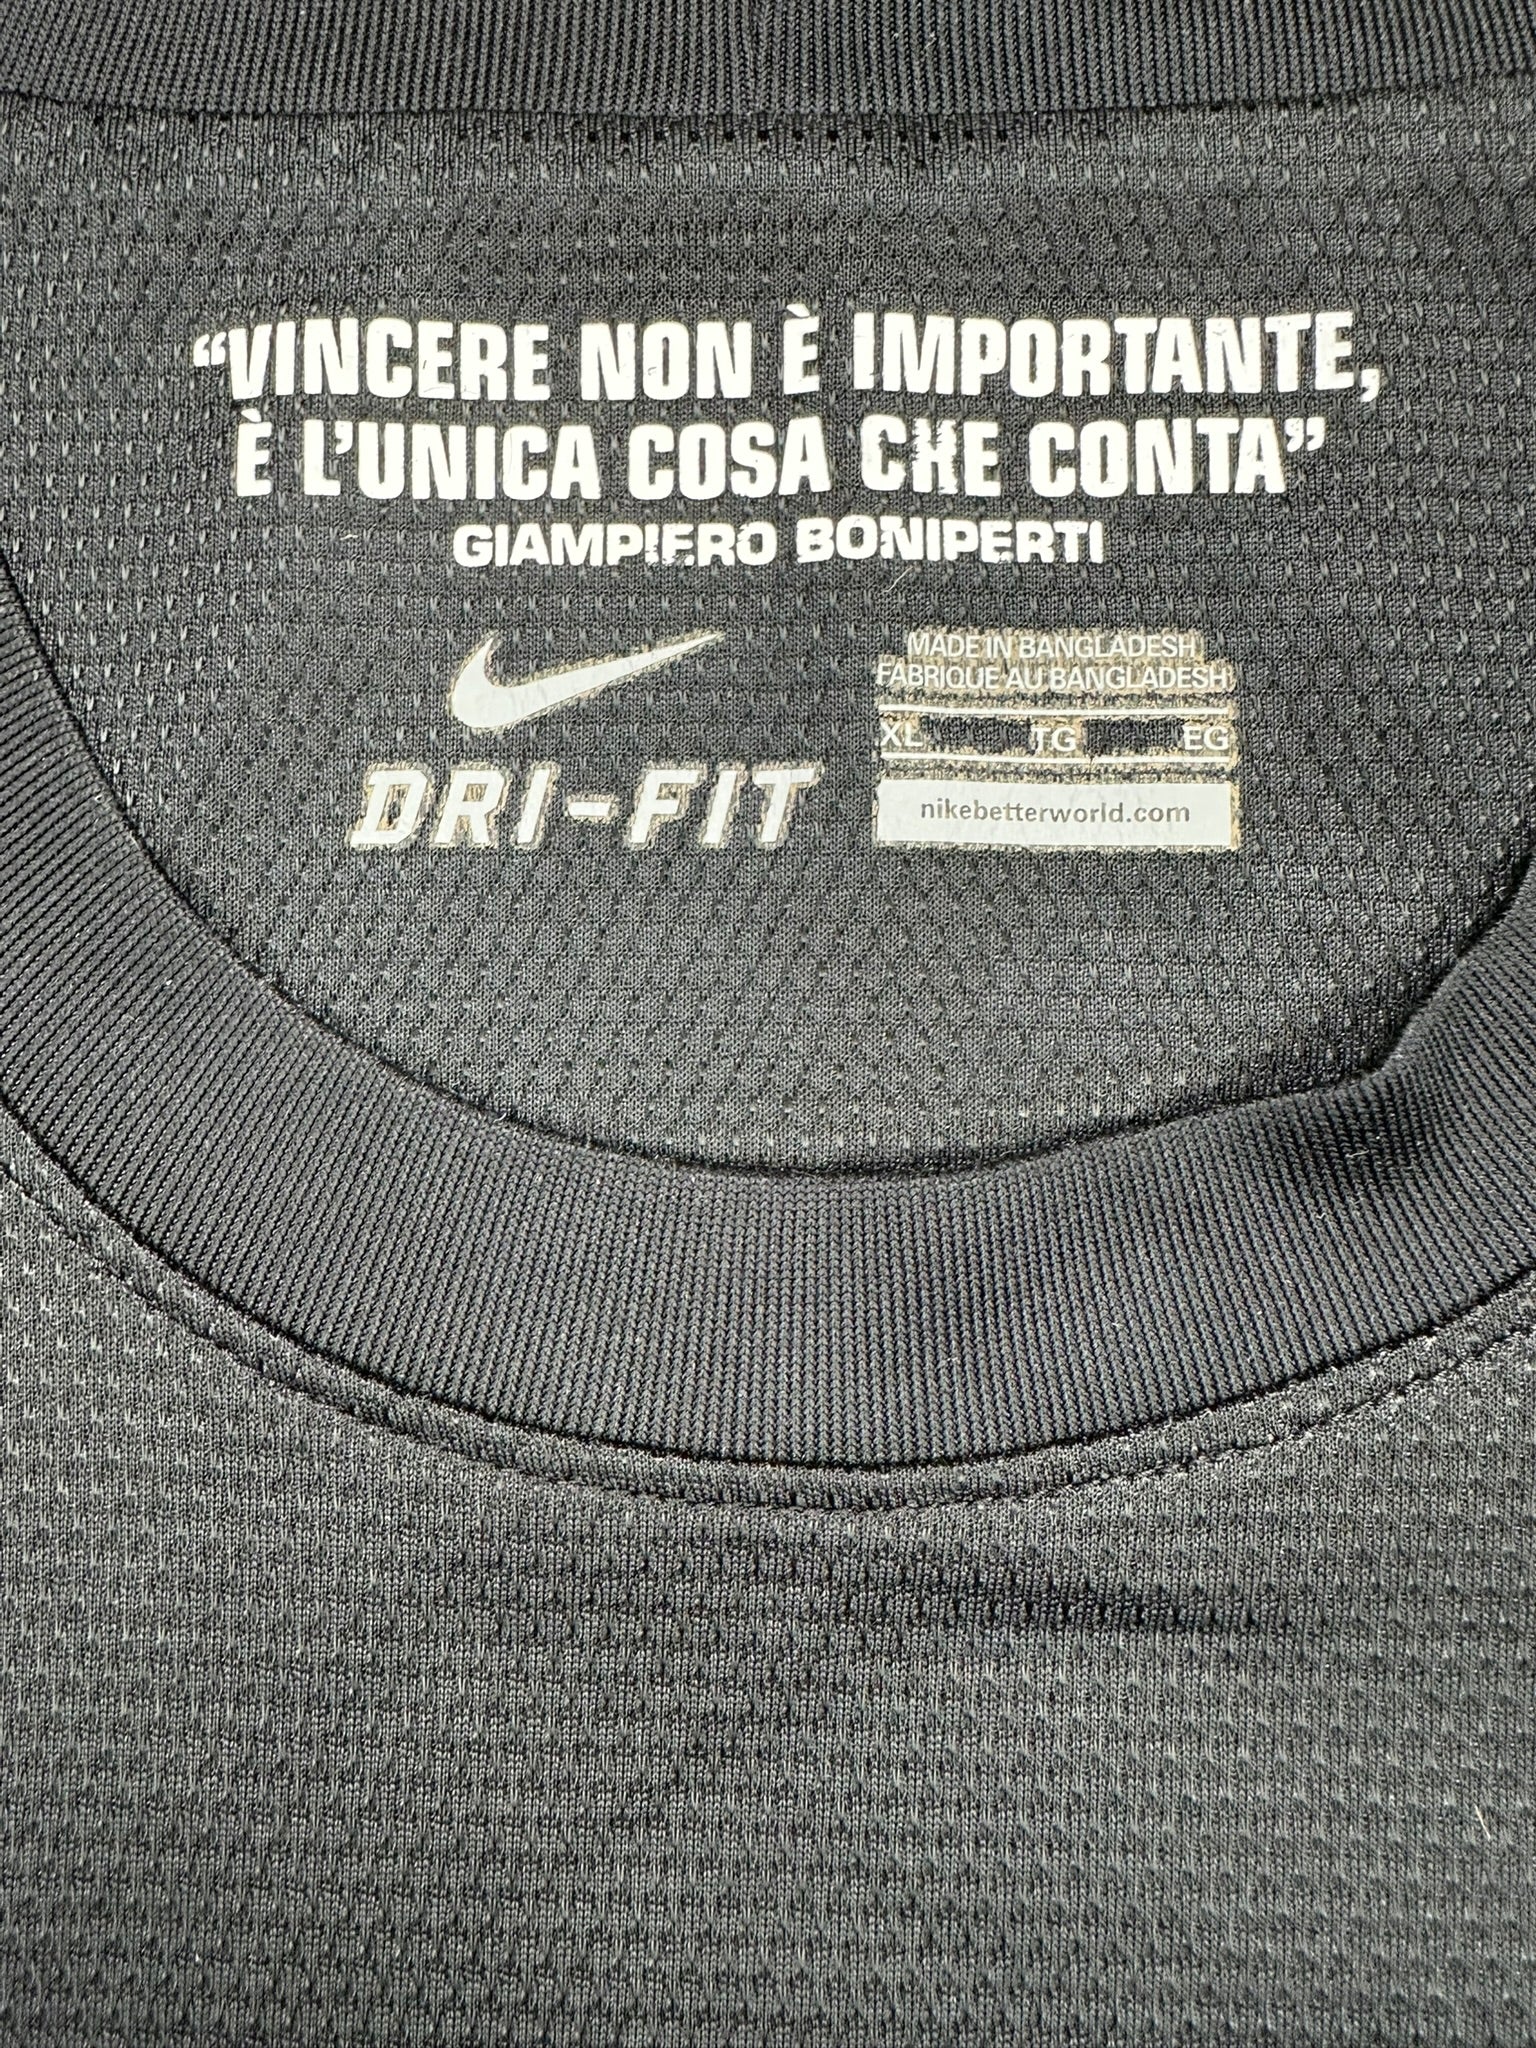 “VINCERE NON È IMPORTANTE,
È L’UNICA COSA CHE CONTA”
GIAMPIERO BONIPERTI
DRI-FIT
MADE IN BANGLADESH
FABRIQUE AU BANGLADESH
XL TG EG
nikebetterworld.com